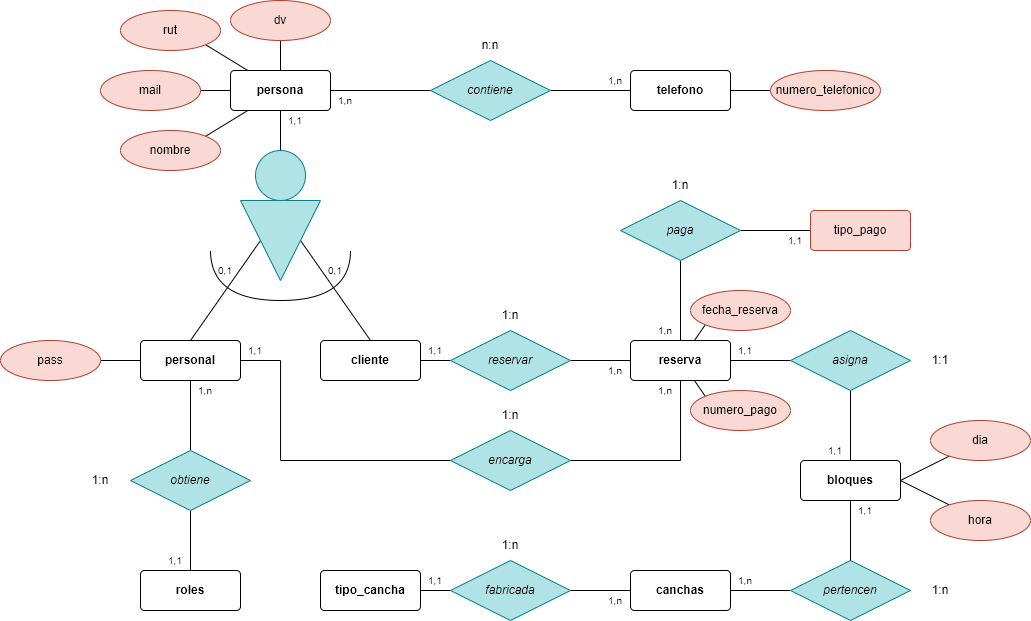 dv
rut
n:n
mail
persona
1,n
contiene
1,n
telefono
numero_telefonico
1,1
nombre
1:n
paga
1,1
tipo_pago
0,1
0,1
fecha_reserva
1:n
1,n
pass
personal
1,1
cliente
1,1
reservar
1,n
reserva
1,1
asigna
1:1
1,n
1,n
numero_pago
1:n
dia
1,1
encarga
1:n
obtiene
bloques
1,1
hora
1:n
1,1
roles
tipo_cancha
1,1
fabricada
1,n
canchas
1,n
pertencen
1:n